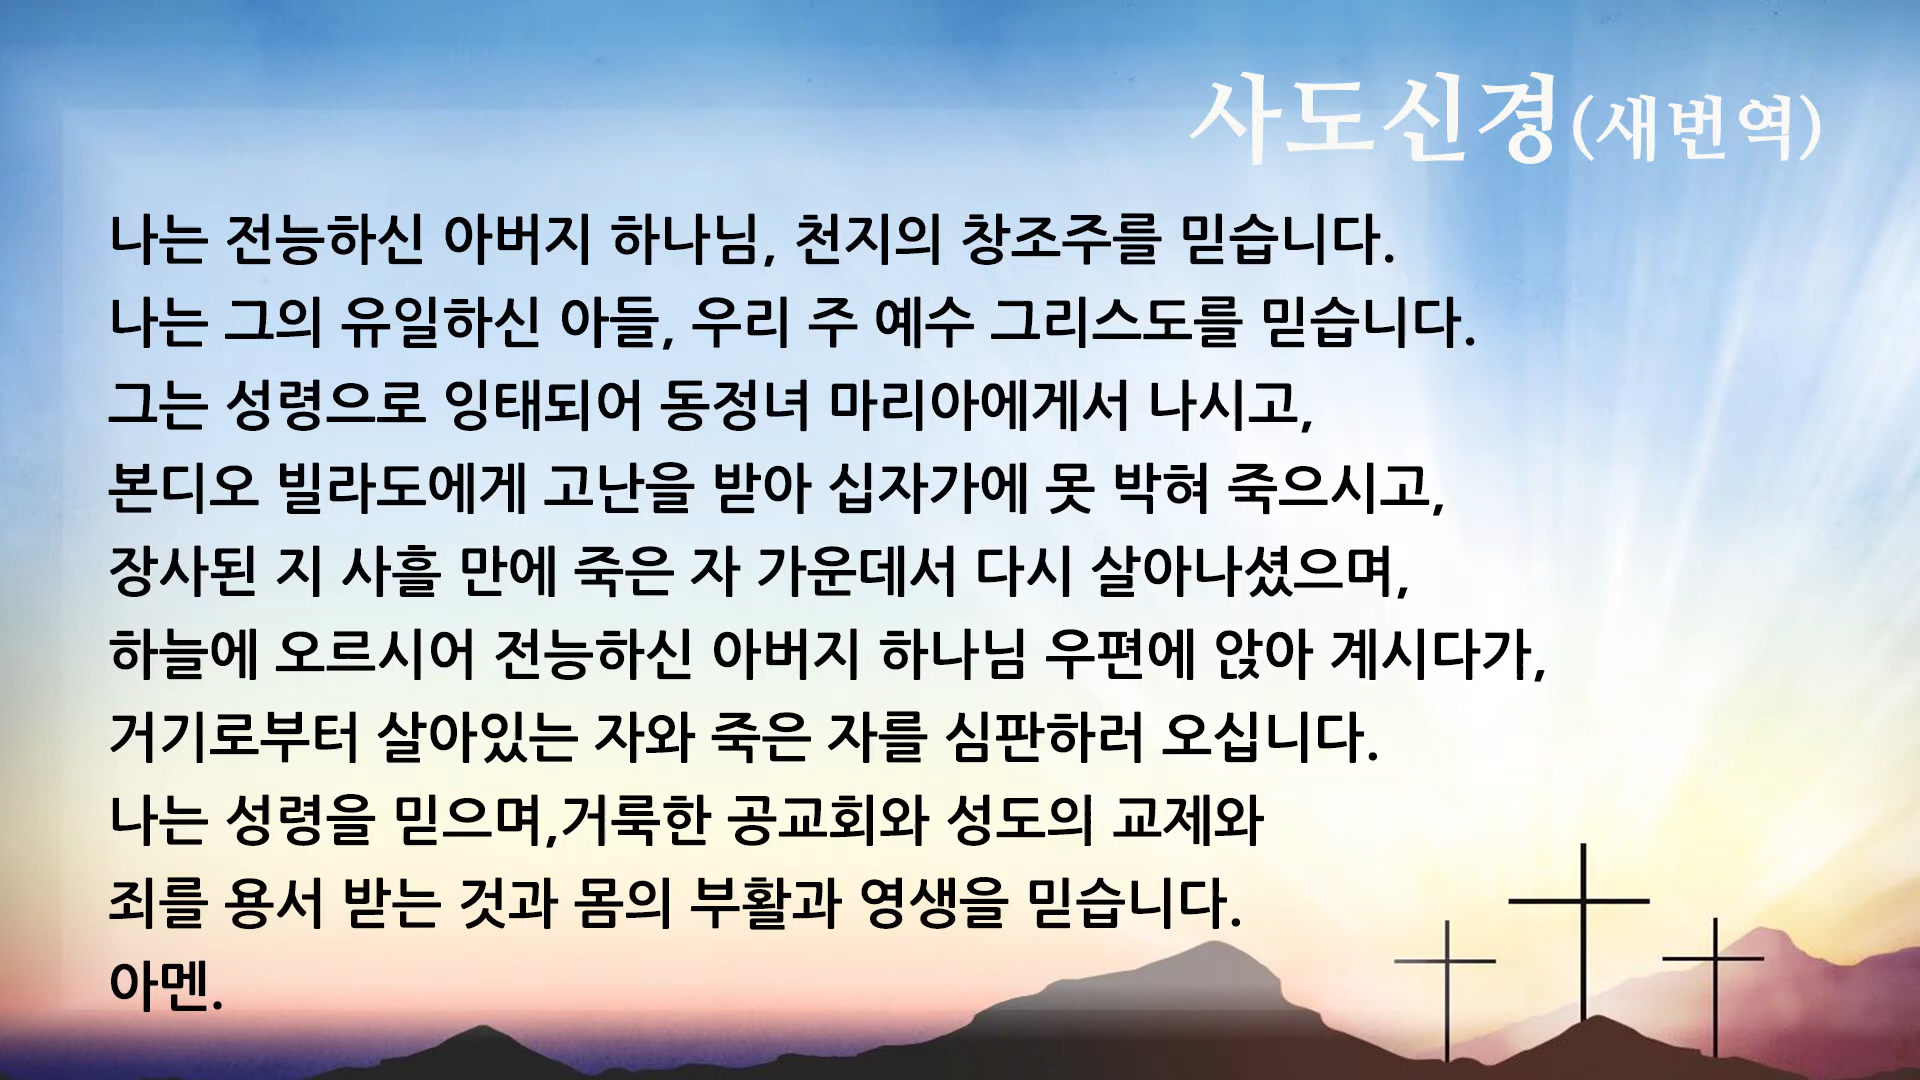 사도신경(새번역)
나는 전능하신 아버지 하나님, 천지의 창조주를 믿습니다.
나는 그의 유일하신 아들, 우리 주 예수 그리스도를 믿습니다.
그는 성령으로 잉태되어 동정녀 마리아에게서 나시고,
본디오 빌라도에게 고난을 받아 십자가에 못 박혀 죽으시고,
장사된 지 사흘 만에 죽은 자 가운데서 다시 살아나셨으며,
하늘에 오르시어 전능하신 아버지 하나님 우편에 앉아 계시다가,
거기로부터 살아있는 자와 죽은 자를 심판하러 오십니다.
나는 성령을 믿으며,거룩한 공교회와 성도의 교제와
죄를 용서 받는 것과 몸의 부활과 영생을 믿습니다.
아멘.